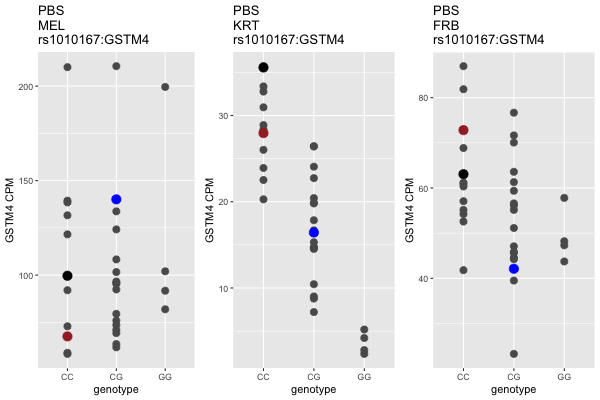 PBS
MEL
rs1010167:GSTM4
GSTM4 CPM
200
150
100
CC
CG
GG
genotype
PBS
KRT
rs1010167:GSTM4
GSTM4 CPM
30
20
10
CC
CG
GG
genotype
PBS
FRB
rs1010167:GSTM4
GSTM4 CPM
80
60
40
CC
CG
GG
genotype